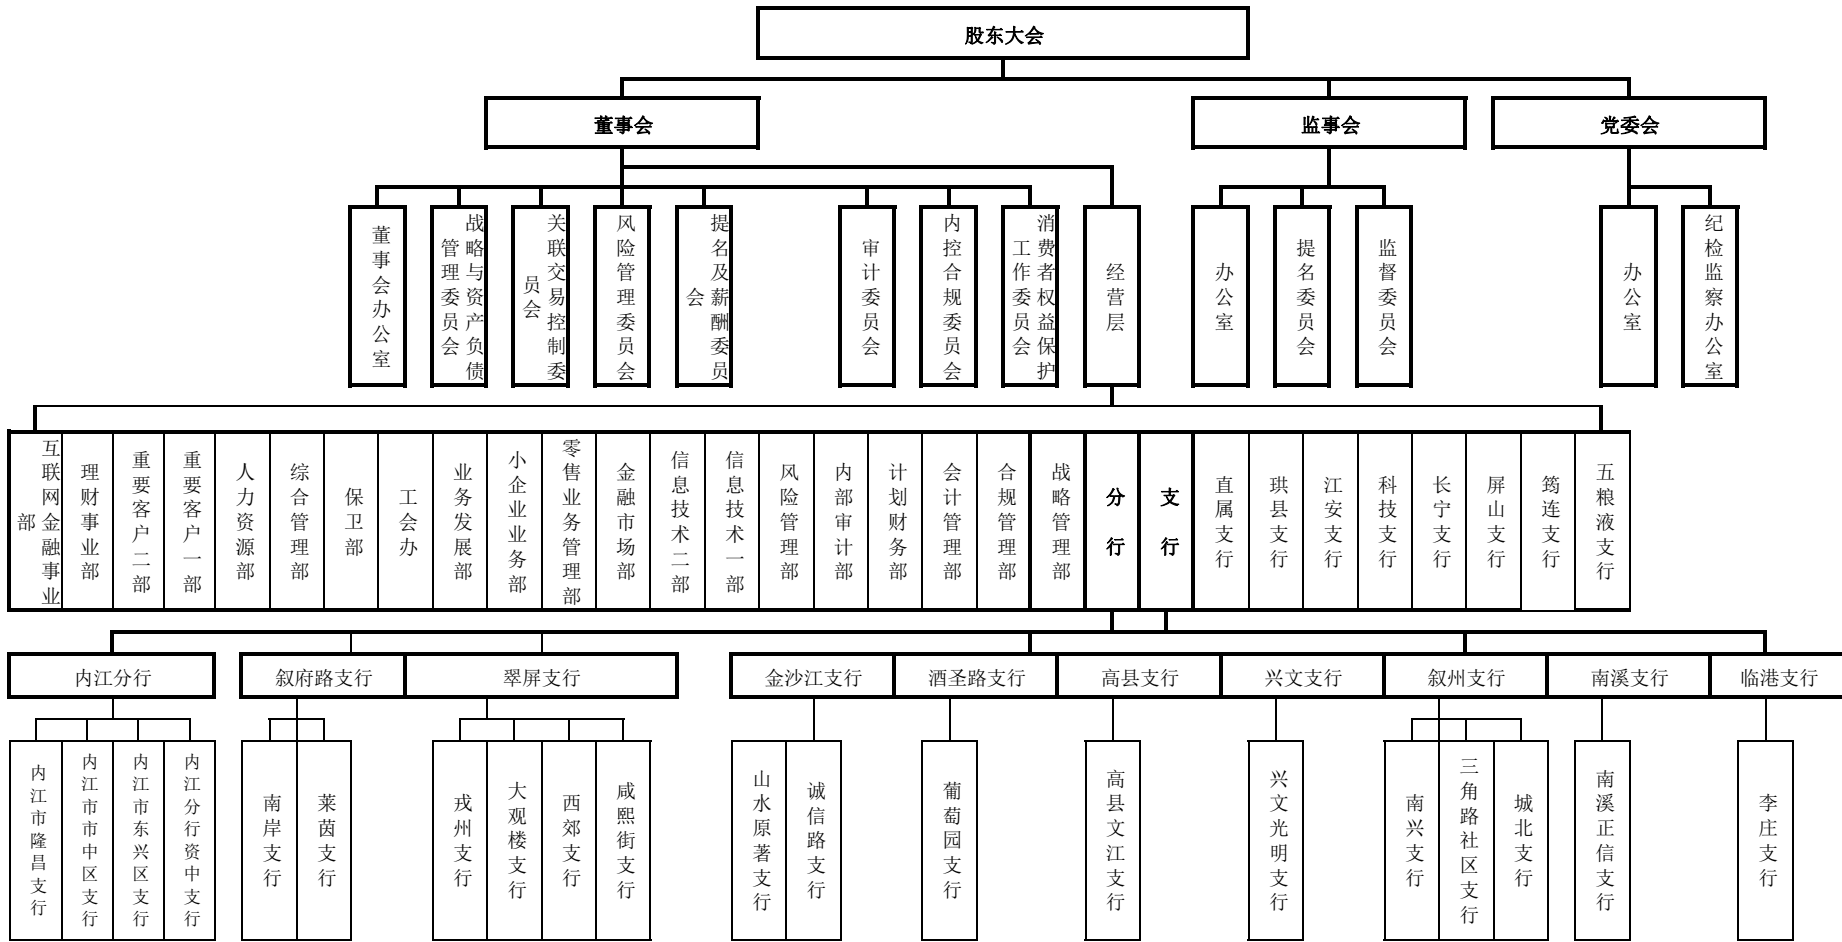 股东大会
董事会
监事会
党委会
董事会办公室
战略与资产负债
管理委员会
关联交易控制委
员会
风险管理委员会
提名及薪酬委员
会
审计委员会
内控合规委员会
消费者权益保护
工作委员会
经营层
办公室
提名委员会
监督委员会
办公室
纪检监察办公室
互联网金融事业
部
理财事业部
重要客户二部
重要客户一部
人力资源部
综合管理部
保卫部
工会办
业务发展部
小企业业务部
零售业务管理部
金融市场部
信息技术二部
信息技术一部
风险管理部
内部审计部
计划财务部
会计管理部
合规管理部
战略管理部
分行
支行
直属支行
珙县支行
江安支行
科技支行
长宁支行
屏山支行
筠连支行
五粮液支行
内江分行
叙府路支行
翠屏支行
金沙江支行
酒圣路支行
高县支行
兴文支行
叙州支行
南溪支行
临港支行
内江市隆昌支行
内江市市中区支行
内江市东兴区支行
内江分行资中支行
南岸支行
莱茵支行
戎州支行
大观楼支行
西郊支行
咸熙街支行
山水原著支行
诚信路支行
葡萄园支行
高县文江支行
兴文光明支行
南兴支行
三角路社区支行
城北支行
南溪正信支行
李庄支行